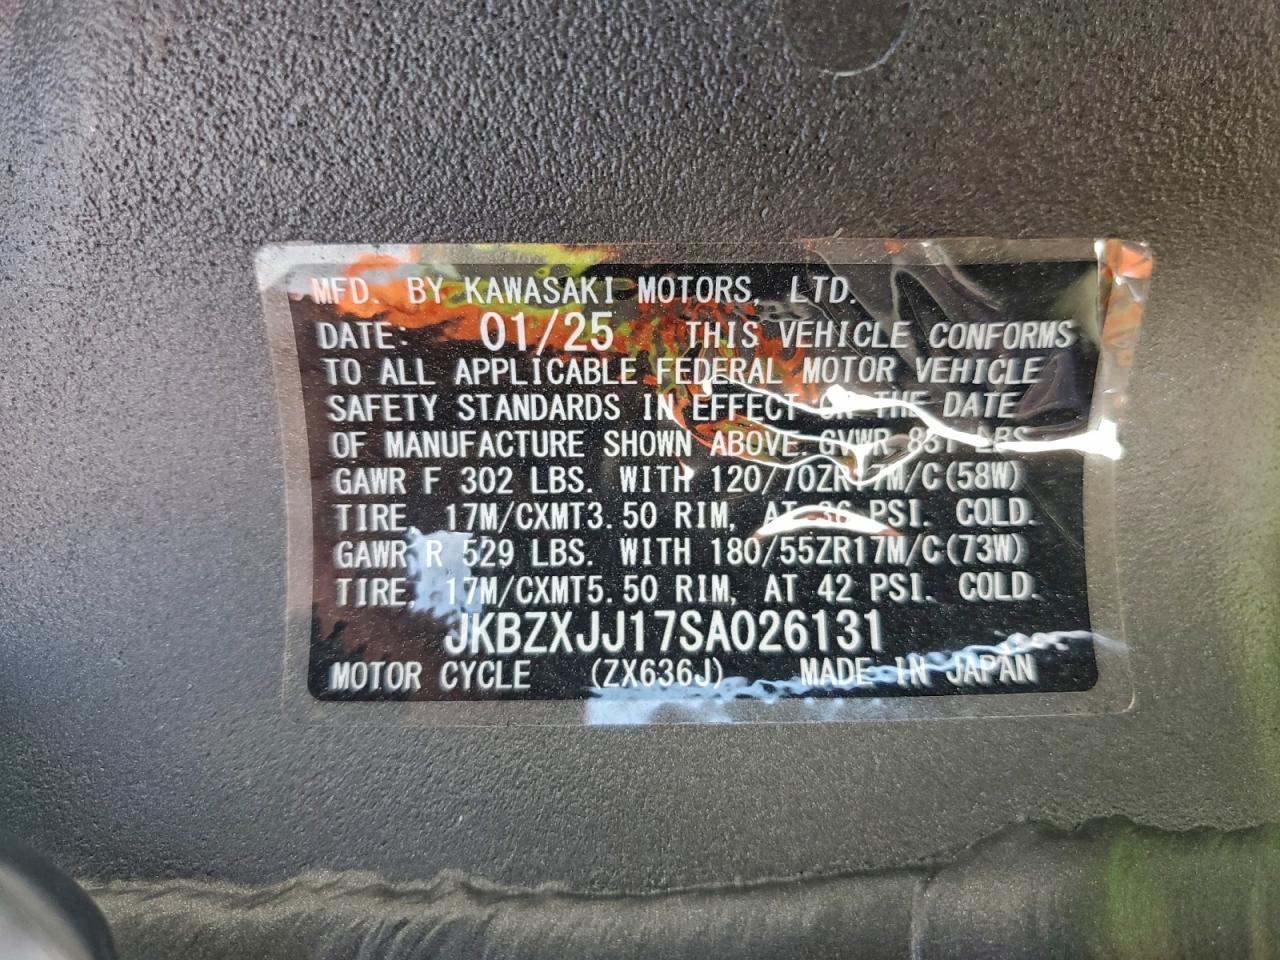 MFD. BY KAWASAKI MOTORS, LTD.
DATE: 01/25 THIS VEHICLE CONFORMS
TO ALL APPLICABLE FEDERAL MOTOR VEHICLE
SAFETY STANDARDS IN EFFECT ON THE DATE
OF MANUFACTURE SHOWN ABOVE. GVWR 831 LBS.
GAWR F 302 LBS. WITH 120/70ZR17M/C(58W)
TIRE, 17M/CXMT3.50 RIM, AT 36 PSI. COLD.
GAWR R 529 LBS. WITH 180/55ZR17M/C(73W)
TIRE, 17M/CXMT5.50 RIM, AT 42 PSI. COLD.
JKBZXJJ17SA026131
MOTOR CYCLE (ZX636J) MADE IN JAPAN